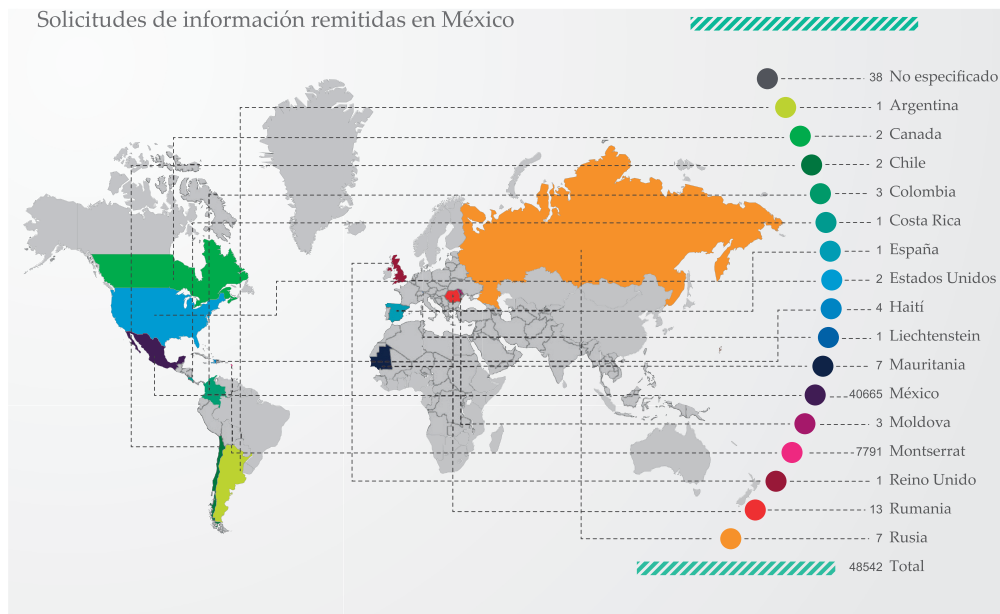 Solicitudes de información remitidas en México
38 No especificado
1 Argentina
2 Canada
2 Chile
3 Colombia
1 Costa Rica
1 España
2 Estados Unidos
4 Haití
1 Liechtenstein
7 Mauritania
40665 México
3 Moldova
7791 Montserrat
1 Reino Unido
13 Rumania
7 Rusia
48542 Total